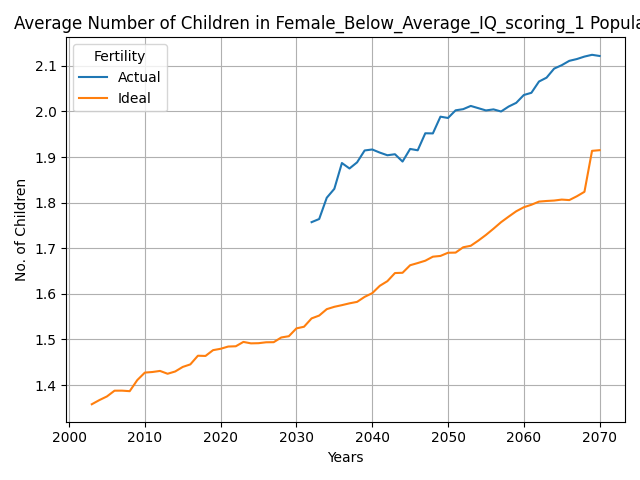 Average Number of Children in Female_Below_Average_IQ_scoring_1 Popula
Fertility
Actual
Ideal
No. of Children
2.1
2.0
1.9
1.8
1.7
1.6
1.5
1.4
2000 2010 2020 2030 2040 2050 2060 2070
Years